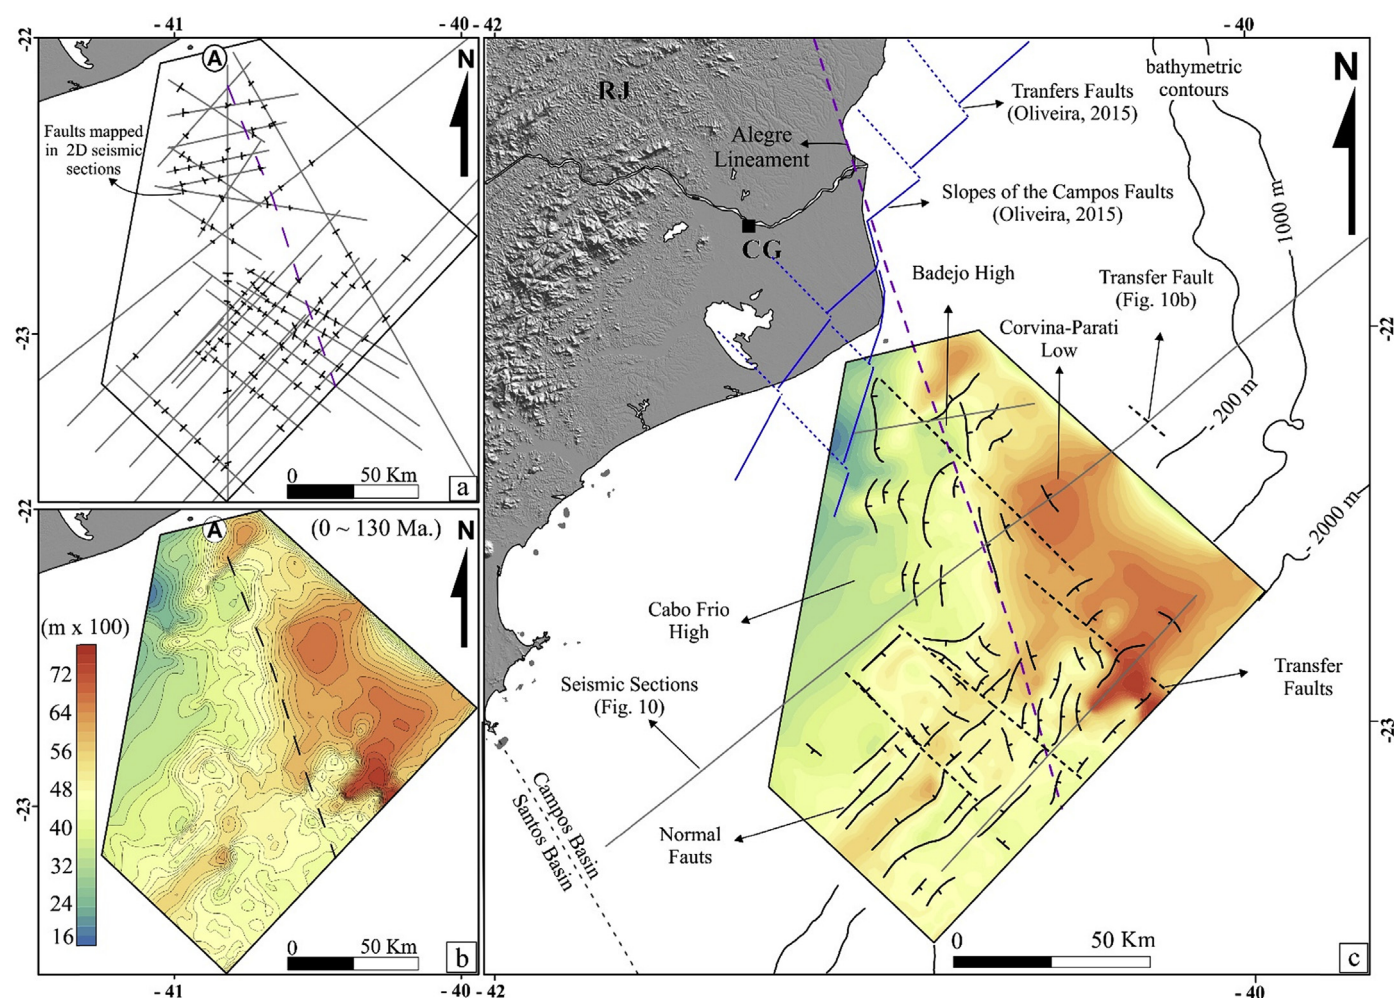 - 41
- 40
- 42
- 40
-22
A
N
Faults mapped
in 2D seismic
sections
-23
0
50 Km
a
-22
A
(0 ~ 130 Ma.)
N
(m x 100)
72
64
56
48
40
32
24
16
-23
0
50 Km
b
- 41
- 40
RJ
Alegre
Lineament
CG
Tranfers Faults
(Oliveira, 2015)
Slopes of the Campos Faults
(Oliveira, 2015)
bathymetric
contours
N
1000 m
Badejo High
Transfer Fault
(Fig. 10b)
Corvina-Parati
Low
-22
- 200 m
- 2000 m
Cabo Frio
High
Seismic Sections
(Fig. 10)
Transfer
Faults
-23
Campos Basin
Santos Basin
Normal
Fauts
0
50 Km
c
- 42
- 40